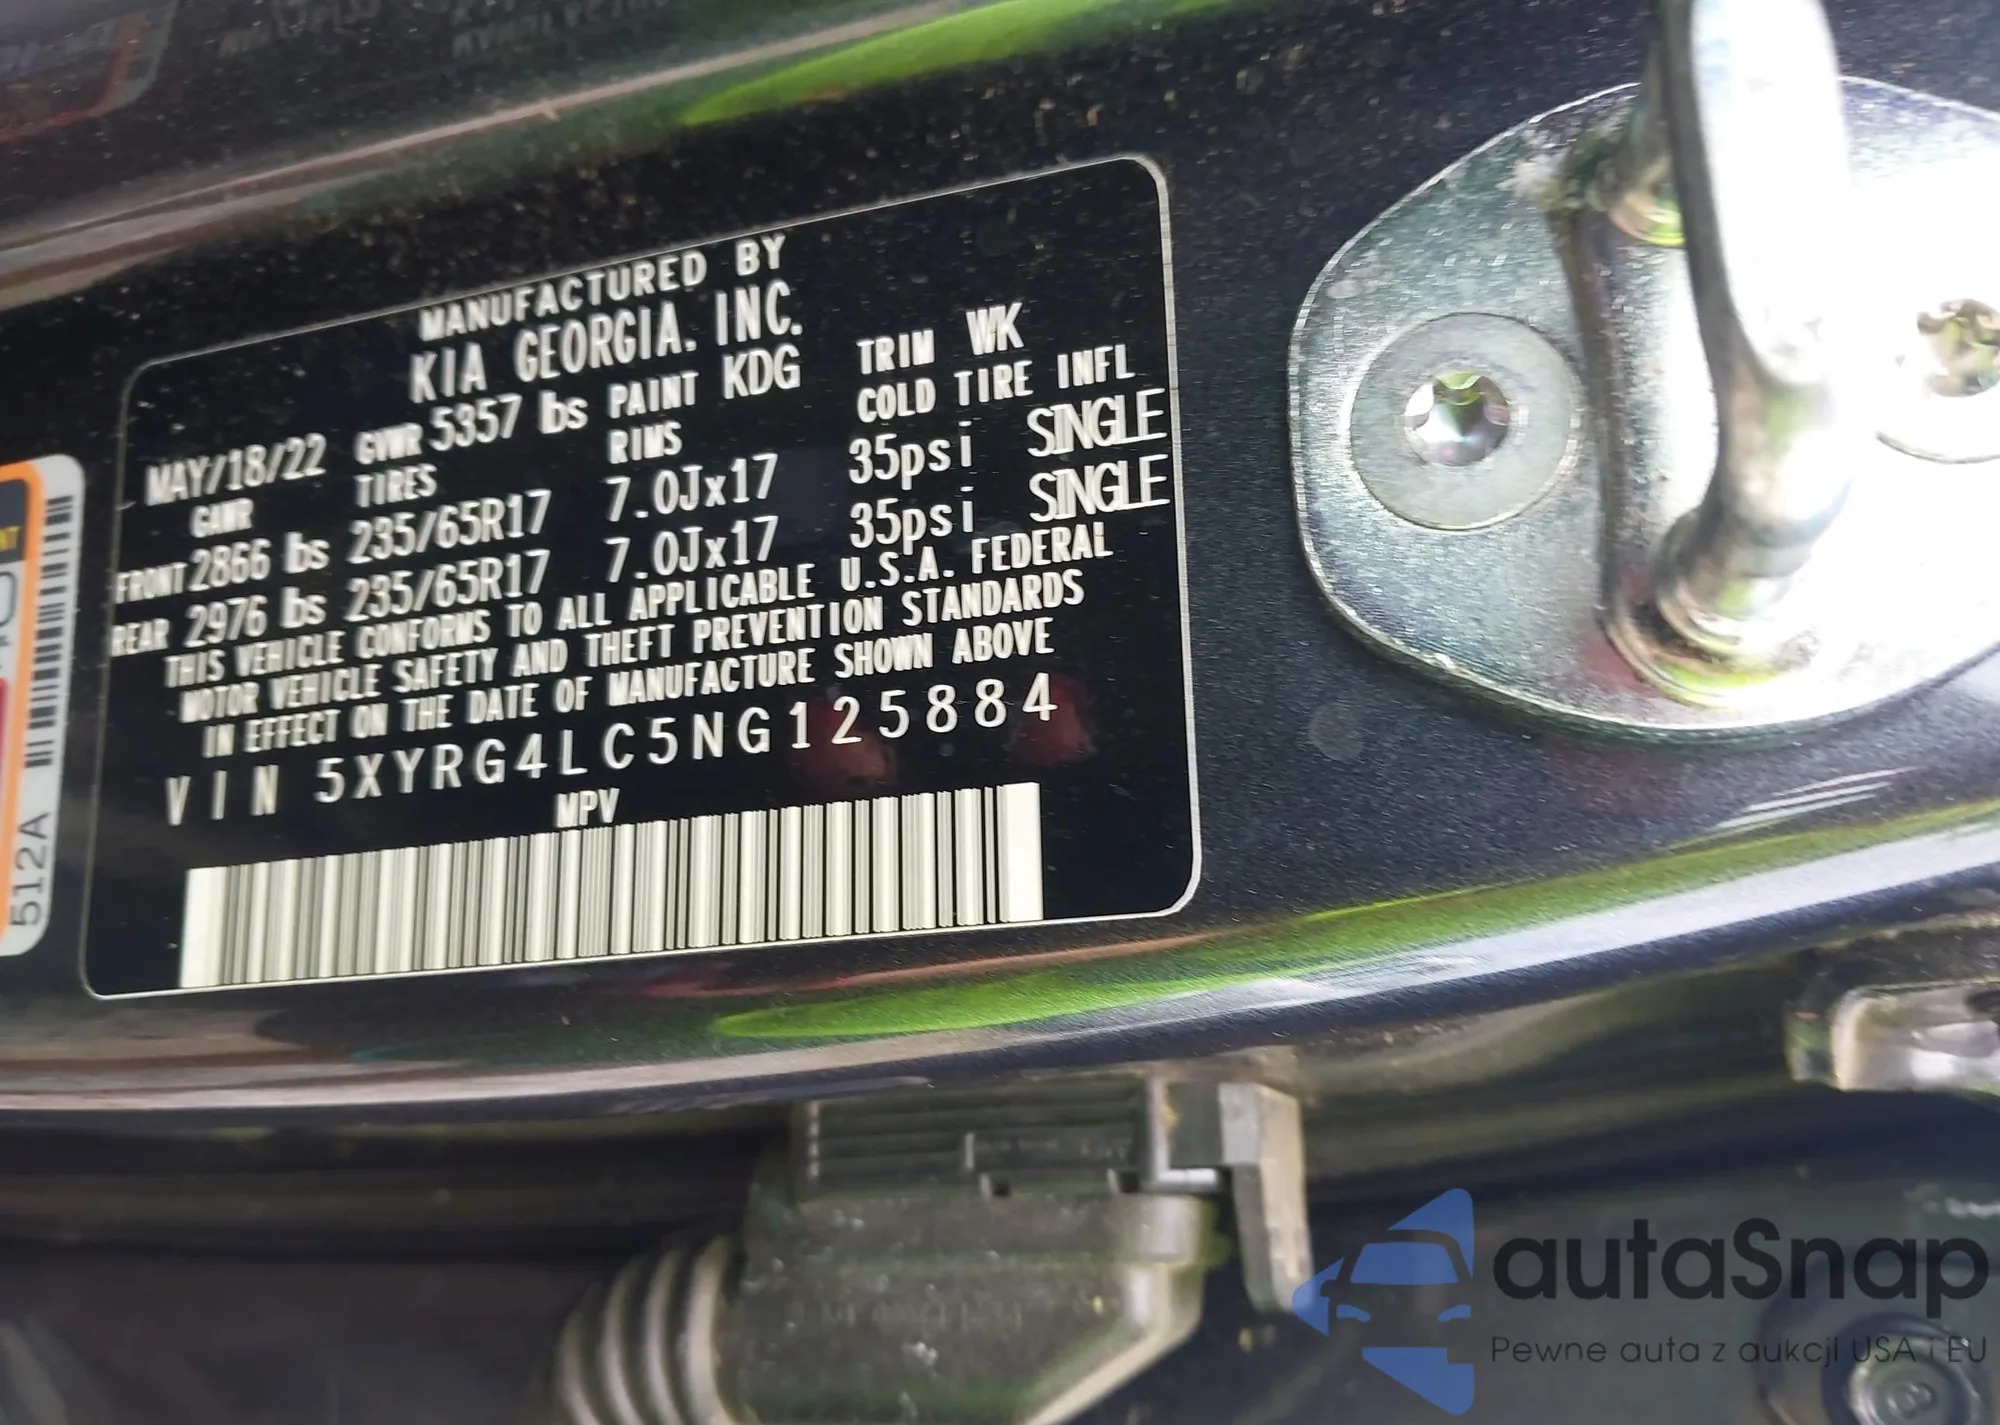 MANUFACTURED BY
KIA GEORGIA. INC.
MAY/18/22 GVWR 5357 lbs PAINT KDG TRIM WK
GAWR TIRES RIMS COLD TIRE INFL
FRONT 2866 lbs 235/65R17 7.0Jx17 35psi SINGLE
REAR 2976 lbs 235/65R17 7.0Jx17 35psi SINGLE
THIS VEHICLE CONFORMS TO ALL APPLICABLE U.S.A. FEDERAL
MOTOR VEHICLE SAFETY AND THEFT PREVENTION STANDARDS
IN EFFECT ON THE DATE OF MANUFACTURE SHOWN ABOVE
VIN 5XYRG4LC5NG125884
MPV
512A
autaSnap
Pewne auta z aukcji USA i EU